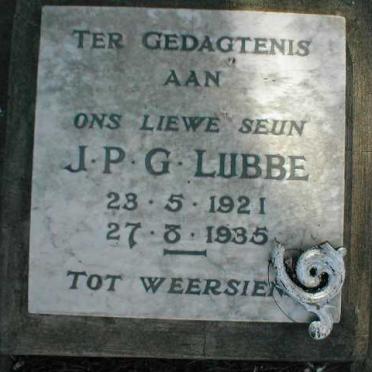 TER GEDAGTENIS
AAN
ONS LIEWE SEUN
J·P·G·LUBBE
23·5·1921
27·8·1935
TOT WEERSIEN